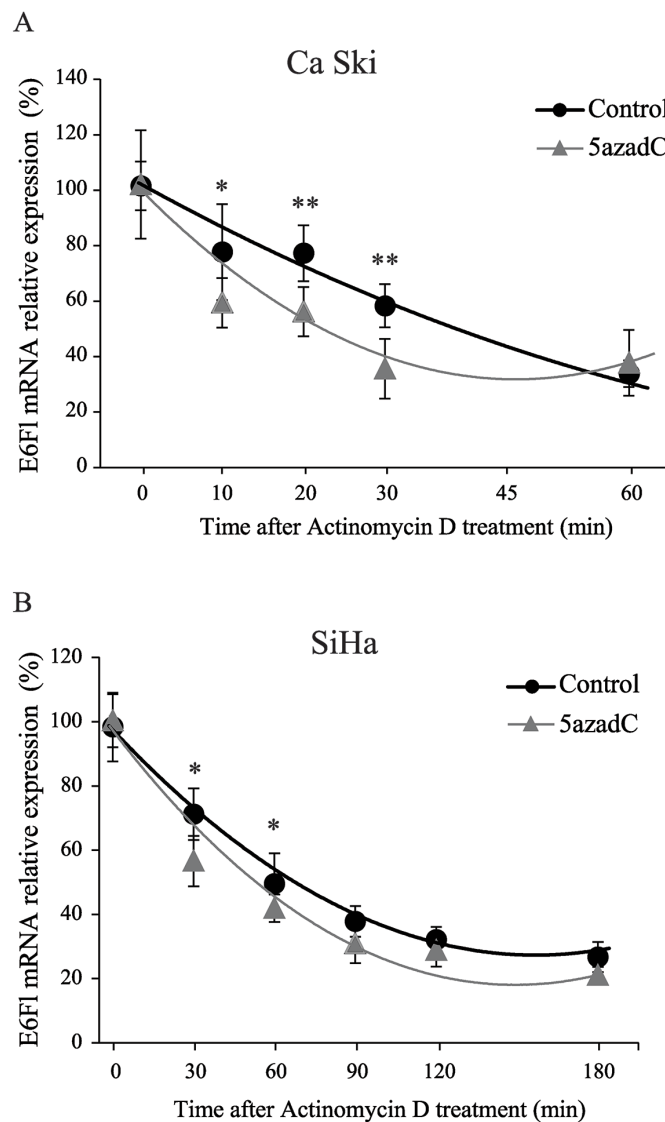 A
Ca Ski
E6Fl mRNA relative expression (%)
140
120
100
80
60
40
20
0
Control
5azadC
*
**
**
0 10 20 30 45 60
Time after Actinomycin D treatment (min)
B
SiHa
E6Fl mRNA relative expression (%)
120
100
80
60
40
20
0
Control
5azadC
*
*
0 30 60 90 120 180
Time after Actinomycin D treatment (min)